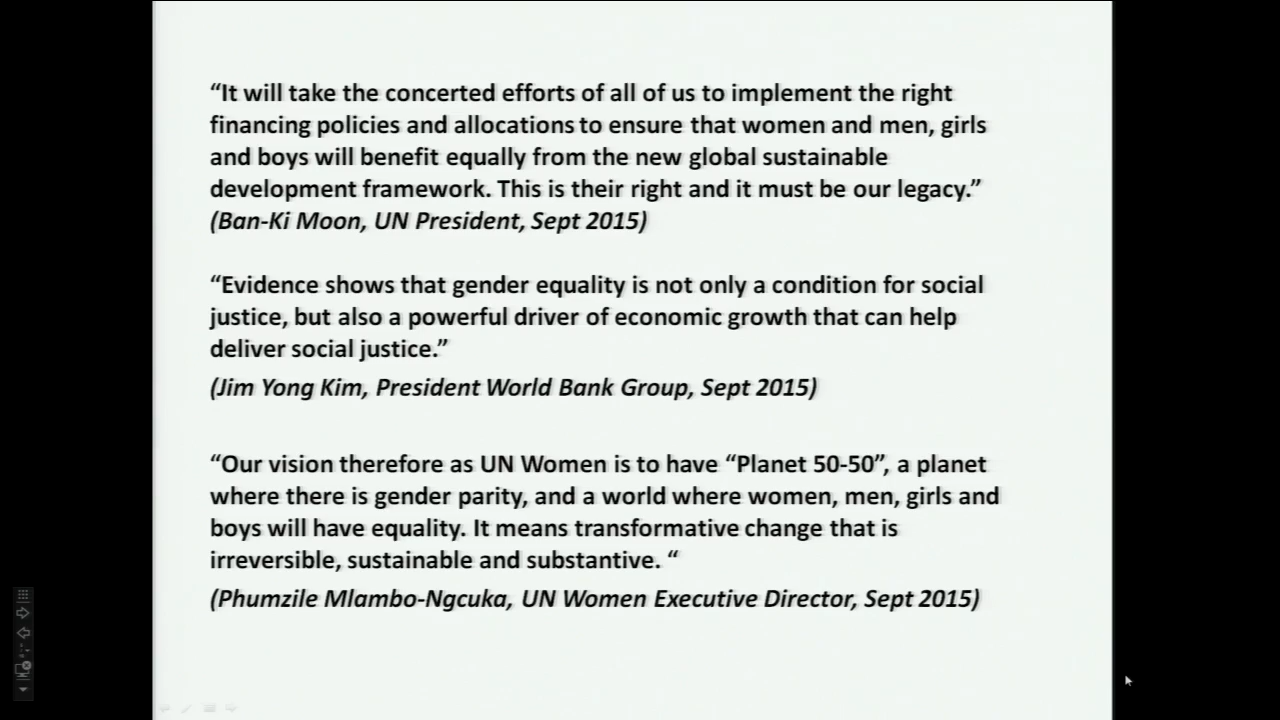 “It will take the concerted efforts of all of us to implement the right
financing policies and allocations to ensure that women and men, girls
and boys will benefit equally from the new global sustainable
development framework. This is their right and it must be our legacy.”
(Ban-Ki Moon, UN President, Sept 2015)
“Evidence shows that gender equality is not only a condition for social
justice, but also a powerful driver of economic growth that can help
deliver social justice.”
(Jim Yong Kim, President World Bank Group, Sept 2015)
“Our vision therefore as UN Women is to have “Planet 50-50”, a planet
where there is gender parity, and a world where women, men, girls and
boys will have equality. It means transformative change that is
irreversible, sustainable and substantive. “
(Phumzile Mlambo-Ngcuka, UN Women Executive Director, Sept 2015)